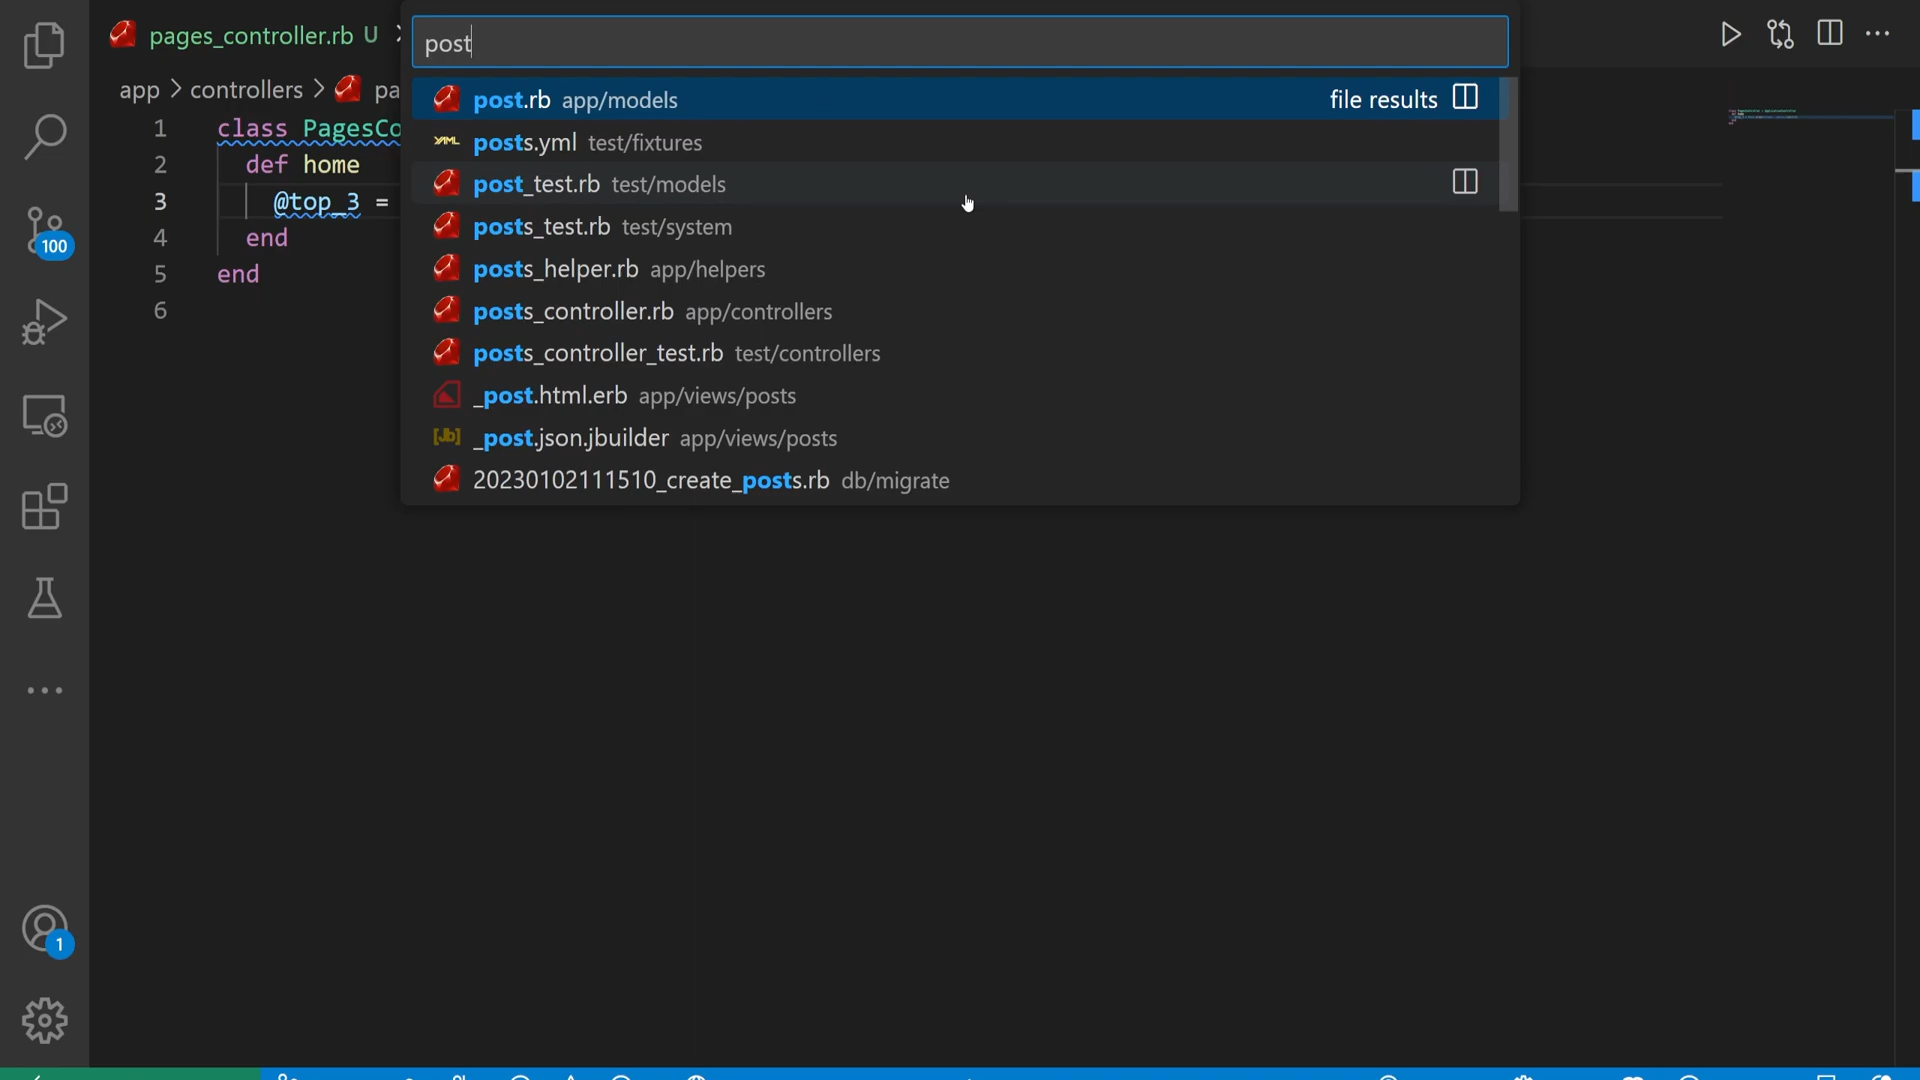 pages_controller.rb U
post
app > controllers > pa
post.rb app/models file results
posts.yml test/fixtures
post_test.rb test/models
posts_test.rb test/system
posts_helper.rb app/helpers
posts_controller.rb app/controllers
posts_controller_test.rb test/controllers
_post.html.erb app/views/posts
_post.json.jbuilder app/views/posts
20230102111510_create_posts.rb db/migrate
1 class PagesCo
2 def home
3 @top_3 =
4 end
5 end
6
100
1